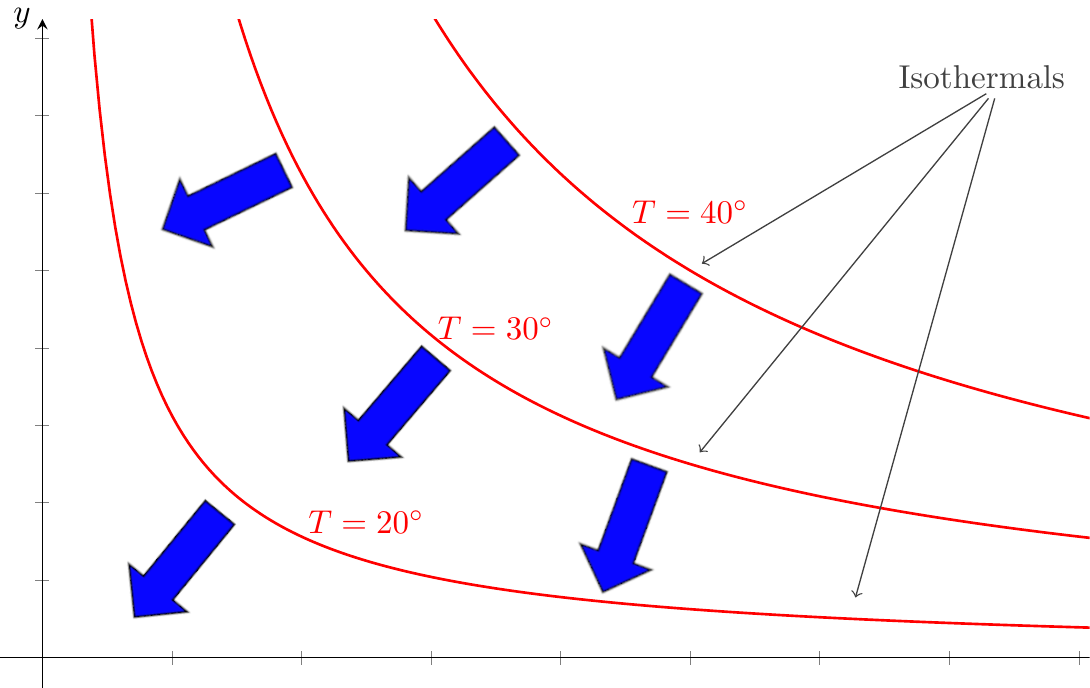 y
Isothermals
T = 40°
T = 30°
T = 20°